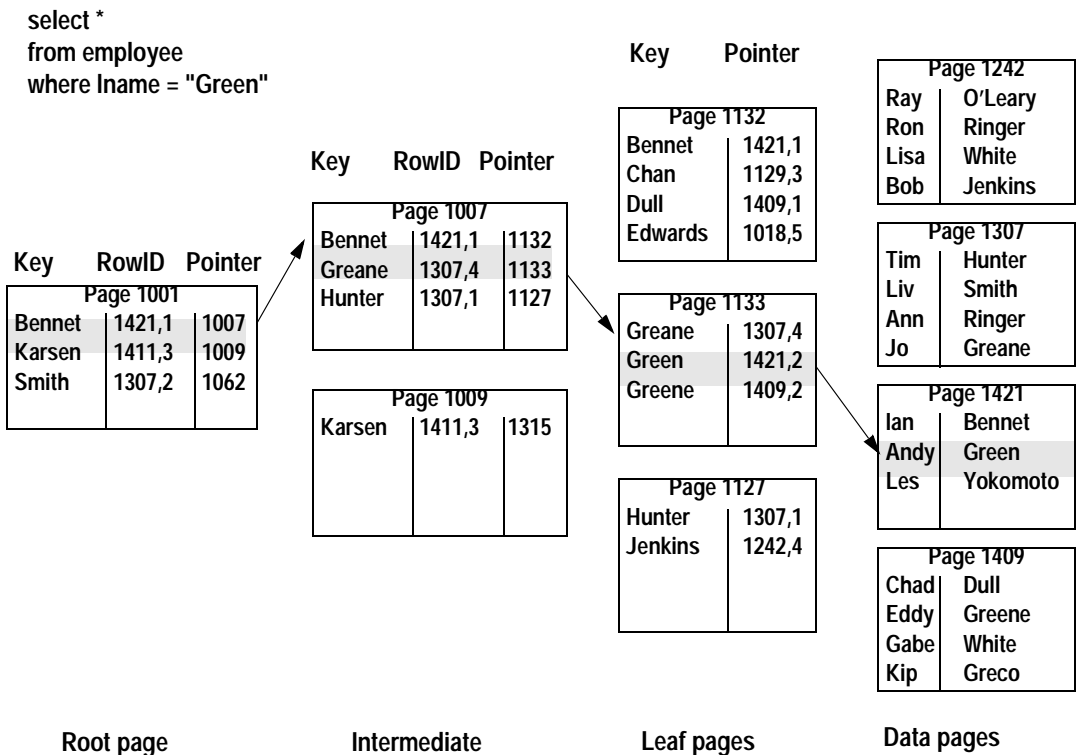 select *
from employee
where lname = "Green"
Key RowID Pointer
Page 1001
Bennet 1421,1 1007
Karsen 1411,3 1009
Smith 1307,2 1062
Key RowID Pointer
Page 1007
Bennet 1421,1 1132
Greane 1307,4 1133
Hunter 1307,1 1127
Page 1009
Karsen 1411,3 1315
Key Pointer
Page 1132
Bennet 1421,1
Chan 1129,3
Dull 1409,1
Edwards 1018,5
Page 1133
Greane 1307,4
Green 1421,2
Greene 1409,2
Page 1127
Hunter 1307,1
Jenkins 1242,4
Page 1242
Ray O'Leary
Ron Ringer
Lisa White
Bob Jenkins
Page 1307
Tim Hunter
Liv Smith
Ann Ringer
Jo Greane
Page 1421
Ian Bennet
Andy Green
Les Yokomoto
Page 1409
Chad Dull
Eddy Greene
Gabe White
Kip Greco
Root page Intermediate Leaf pages Data pages